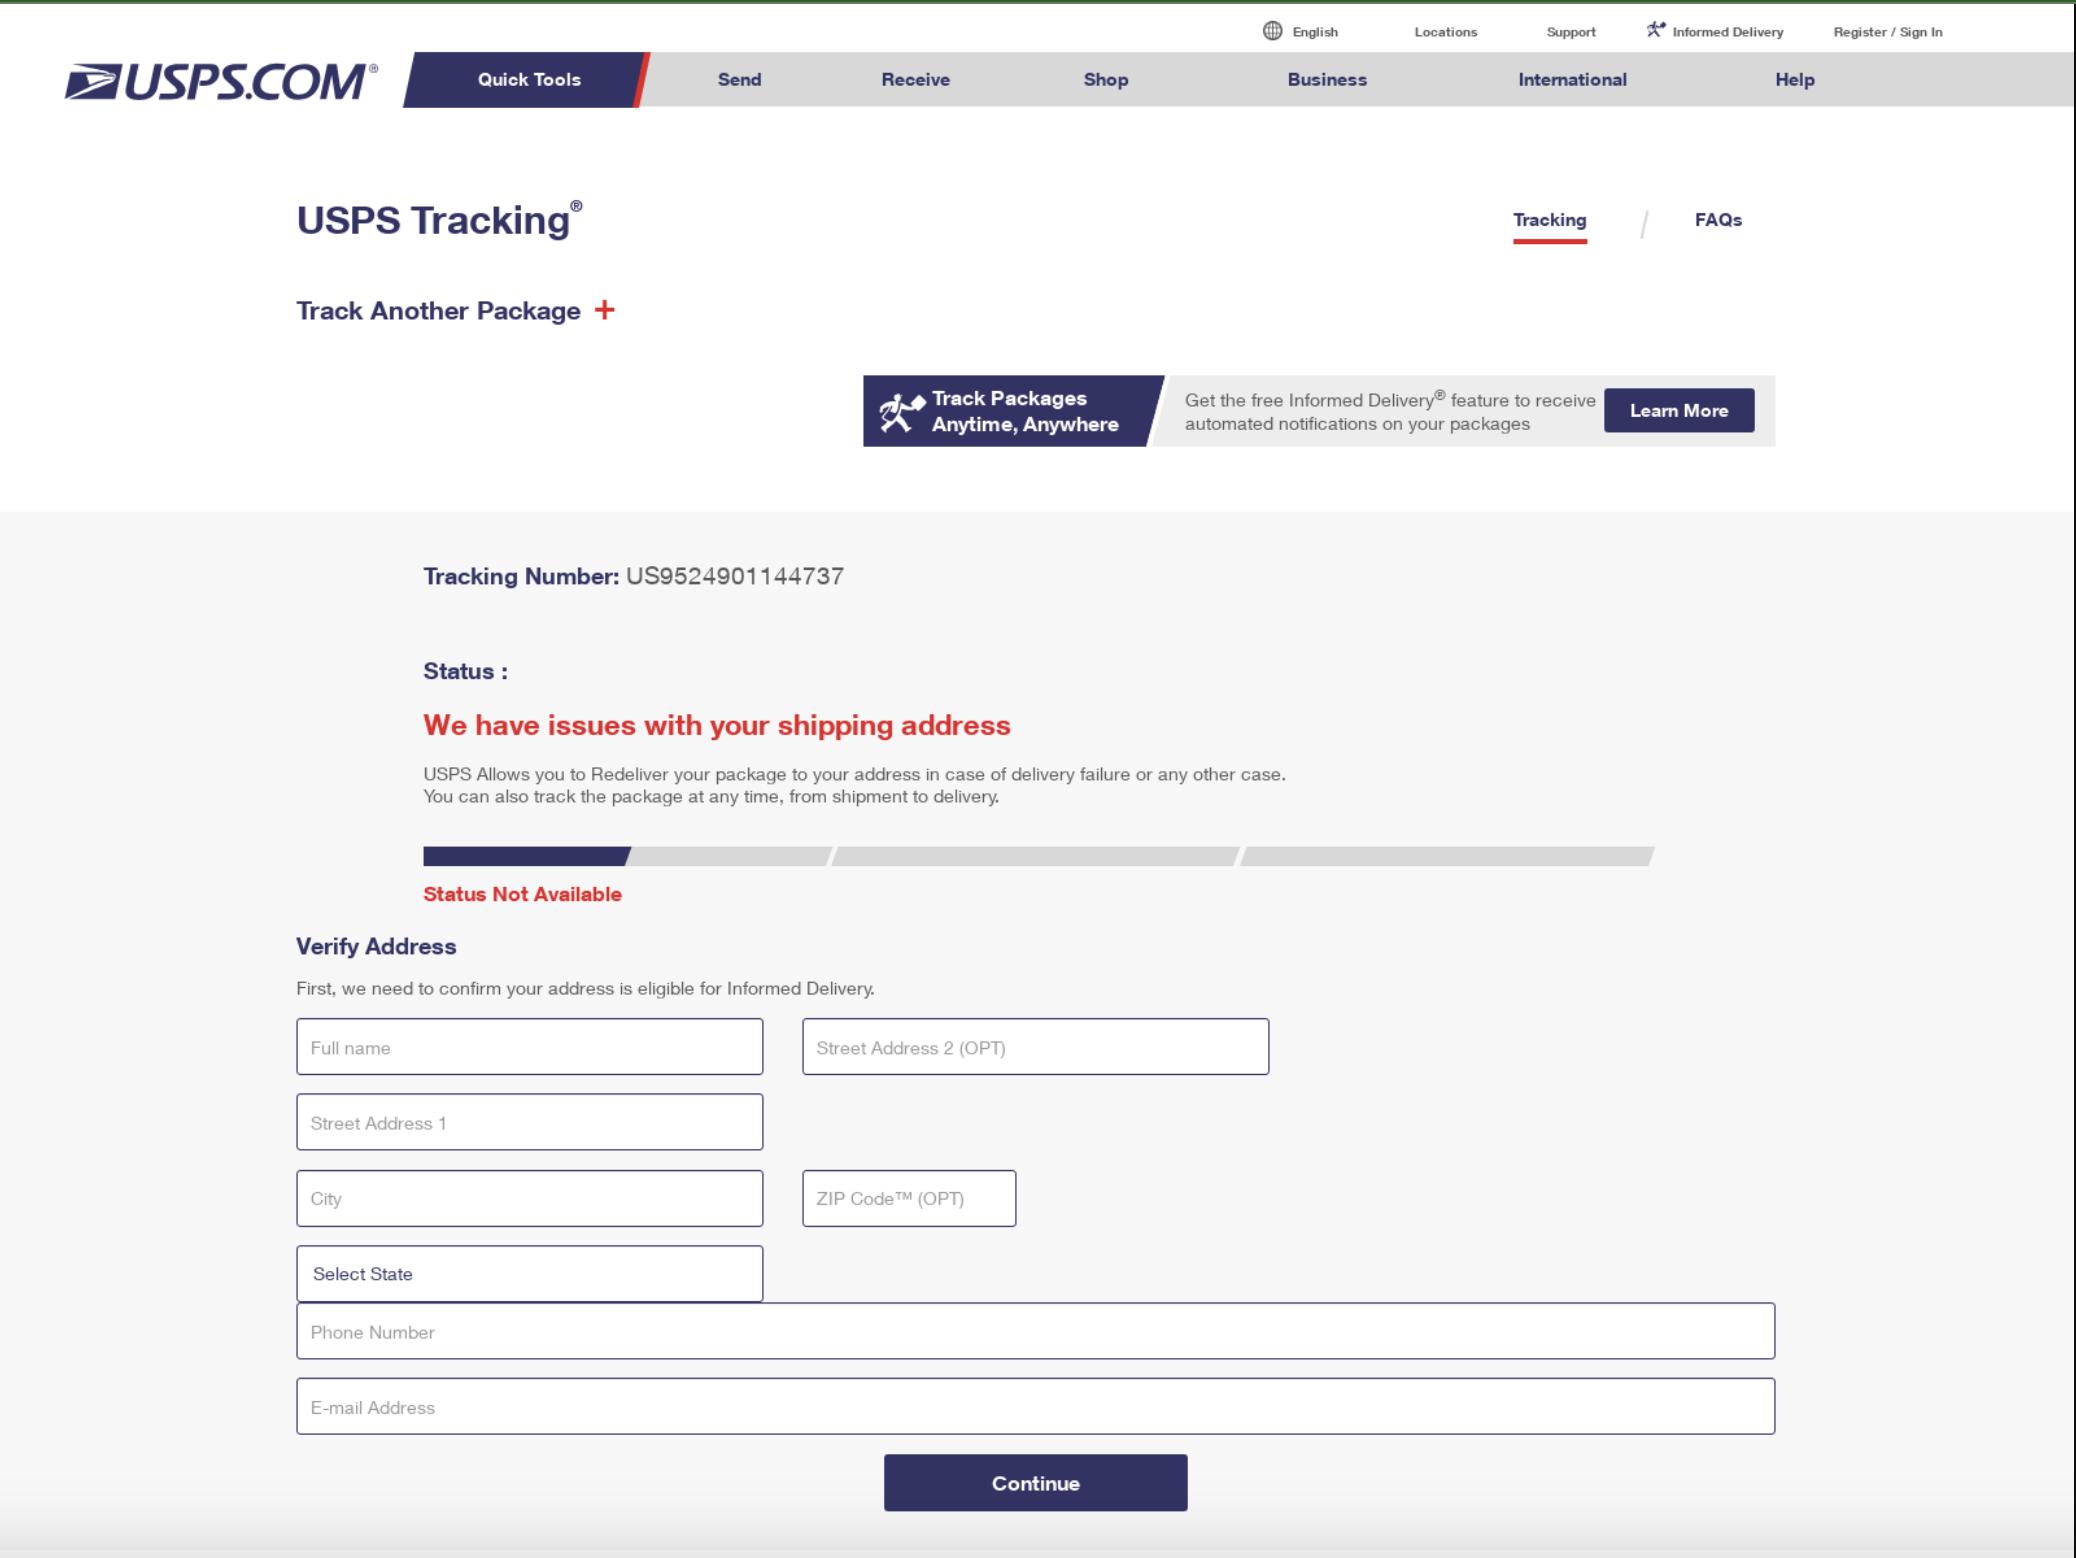 English
Locations
Support
Informed Delivery
Register / Sign In
USPS.COM®
Quick Tools
Send
Receive
Shop
Business
International
Help
USPS Tracking®
Tracking
FAQs
Track Another Package +
Track Packages
Anytime, Anywhere
Get the free Informed Delivery® feature to receive
automated notifications on your packages
Learn More
Tracking Number: US9524901144737
Status :
We have issues with your shipping address
USPS Allows you to Redeliver your package to your address in case of delivery failure or any other case.
You can also track the package at any time, from shipment to delivery.
Status Not Available
Verify Address
First, we need to confirm your address is eligible for Informed Delivery.
Full name
Street Address 2 (OPT)
Street Address 1
City
ZIP Code™ (OPT)
Select State
Phone Number
E-mail Address
Continue